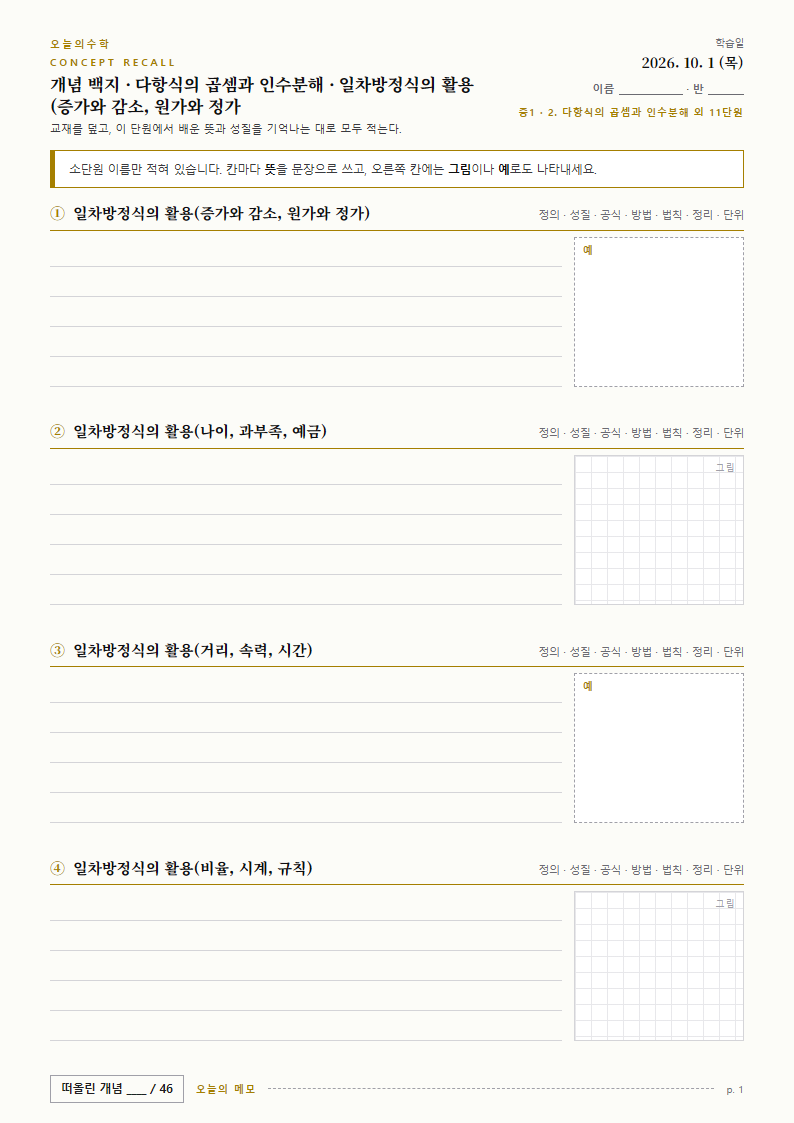 오늘의수학
학습일
CONCEPT RECALL
2026. 10. 1 (목)
개념 백지 · 다항식의 곱셈과 인수분해 · 일차방정식의 활용
(증가와 감소, 원가와 정가
이름 ________ · 반 _____
중1 · 2. 다항식의 곱셈과 인수분해 외 11단원
교재를 덮고, 이 단원에서 배운 뜻과 성질을 기억나는 대로 모두 적는다.
소단원 이름만 적혀 있습니다. 칸마다 뜻을 문장으로 쓰고, 오른쪽 칸에는 그림이나 예로도 나타내세요.
① 일차방정식의 활용(증가와 감소, 원가와 정가) 정의 · 성질 · 공식 · 방법 · 법칙 · 정리 · 단위
예
② 일차방정식의 활용(나이, 과부족, 예금) 정의 · 성질 · 공식 · 방법 · 법칙 · 정리 · 단위
그림
③ 일차방정식의 활용(거리, 속력, 시간) 정의 · 성질 · 공식 · 방법 · 법칙 · 정리 · 단위
예
④ 일차방정식의 활용(비율, 시계, 규칙) 정의 · 성질 · 공식 · 방법 · 법칙 · 정리 · 단위
그림
떠올린 개념 ___ / 46 오늘의 메모 p. 1